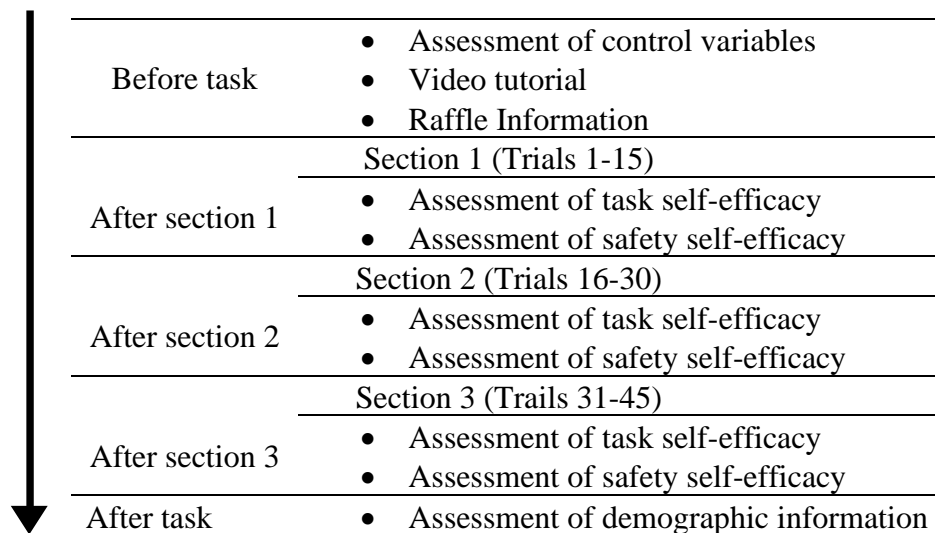 Before task
• Assessment of control variables
• Video tutorial
• Raffle Information
Section 1 (Trials 1-15)
After section 1
• Assessment of task self-efficacy
• Assessment of safety self-efficacy
Section 2 (Trials 16-30)
After section 2
• Assessment of task self-efficacy
• Assessment of safety self-efficacy
Section 3 (Trails 31-45)
After section 3
• Assessment of task self-efficacy
• Assessment of safety self-efficacy
After task
• Assessment of demographic information